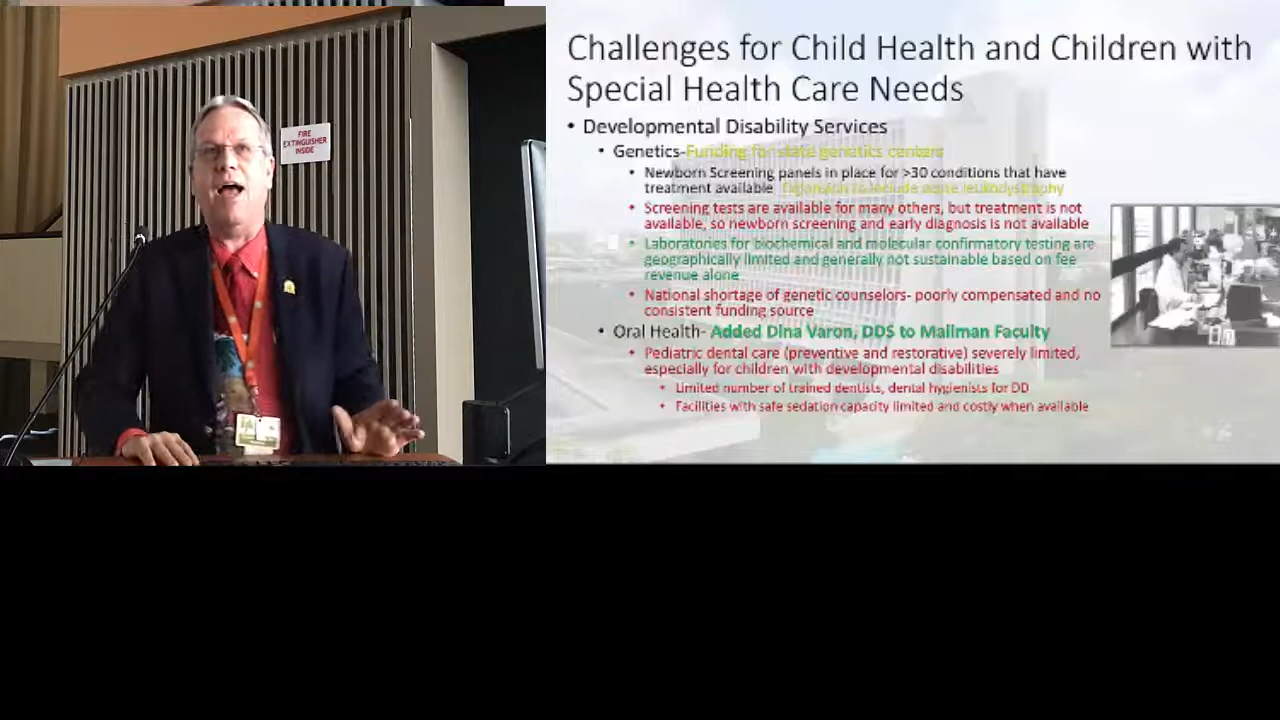 FIRE
EXTINGUISHER
INSIDE
Challenges for Child Health and Children with
Special Health Care Needs
• Developmental Disability Services
• Genetics-Funding for state genetics centers
• Newborn Screening panels in place for >30 conditions that have
treatment available Expansion to include some leukodystrophy
• Screening tests are available for many others, but treatment is not
available, so newborn screening and early diagnosis is not available
• Laboratories for biochemical and molecular confirmatory testing are
geographically limited and generally not sustainable based on fee
revenue alone
• National shortage of genetic counselors- poorly compensated and no
consistent funding source
• Oral Health- Added Dina Varon, DDS to Mailman Faculty
• Pediatric dental care (preventive and restorative) severely limited,
especially for children with developmental disabilities
• Limited number of trained dentists, dental hygienists for DD
• Facilities with safe sedation capacity limited and costly when available